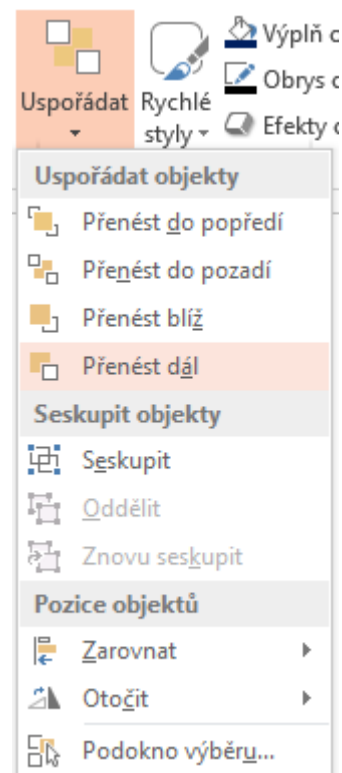 Výplň
Uspořádat Rychlé styly
Obrys
Efekty
Uspořádat objekty
Přenést do popředí
Přenést do pozadí
Přenést blíž
Přenést dál
Seskupit objekty
Seskupit
Oddělit
Znovu seskupit
Pozice objektů
Zarovnat
Otočit
Podokno výběru...